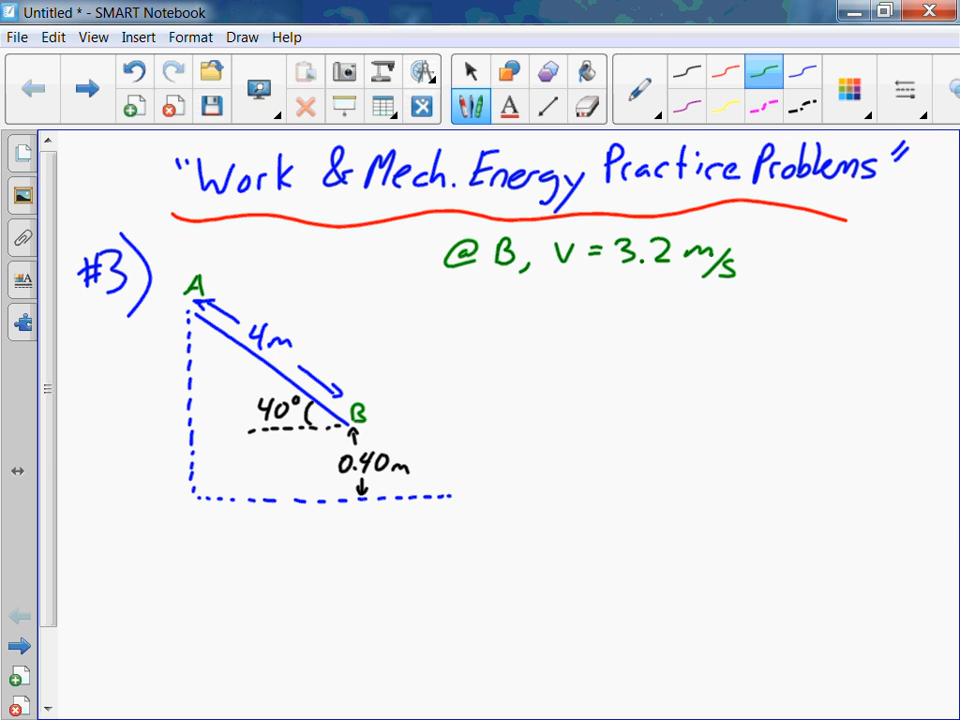 Untitled * - SMART Notebook
File Edit View Insert Format Draw Help
"Work & Mech. Energy Practice Problems"
@ B, V = 3.2 m/s
#3)
A
4m
40°
B
0.40m